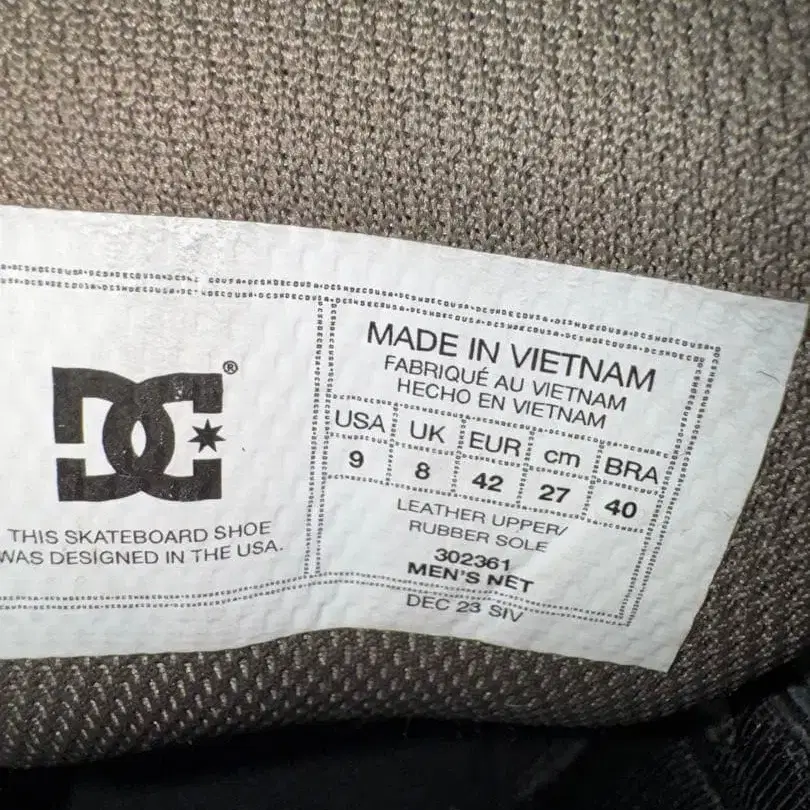 DC®
THIS SKATEBOARD SHOE
WAS DESIGNED IN THE USA.
MADE IN VIETNAM
FABRIQUÉ AU VIETNAM
HECHO EN VIETNAM
USA UK EUR cm BRA
9 8 42 27 40
LEATHER UPPER/
RUBBER SOLE
302361
MEN'S NET
DEC 23 SIV